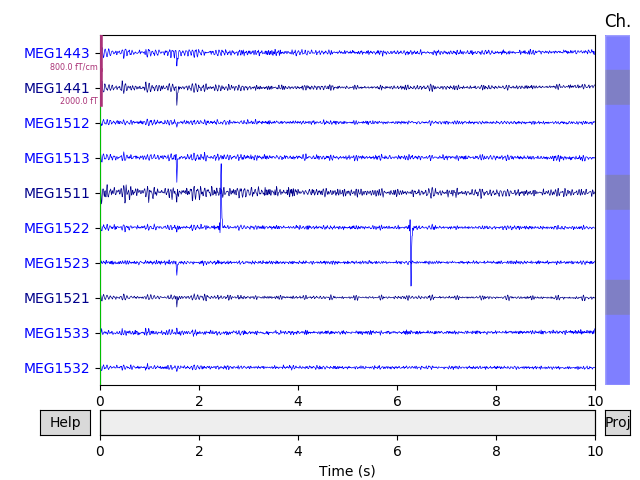 Ch.
MEG1443
800.0 fT/cm
MEG1441
2000.0 fT
MEG1512
MEG1513
MEG1511
MEG1522
MEG1523
MEG1521
MEG1533
MEG1532
0 2 4 6 8 10
Help
Proj
0 2 4 6 8 10
Time (s)